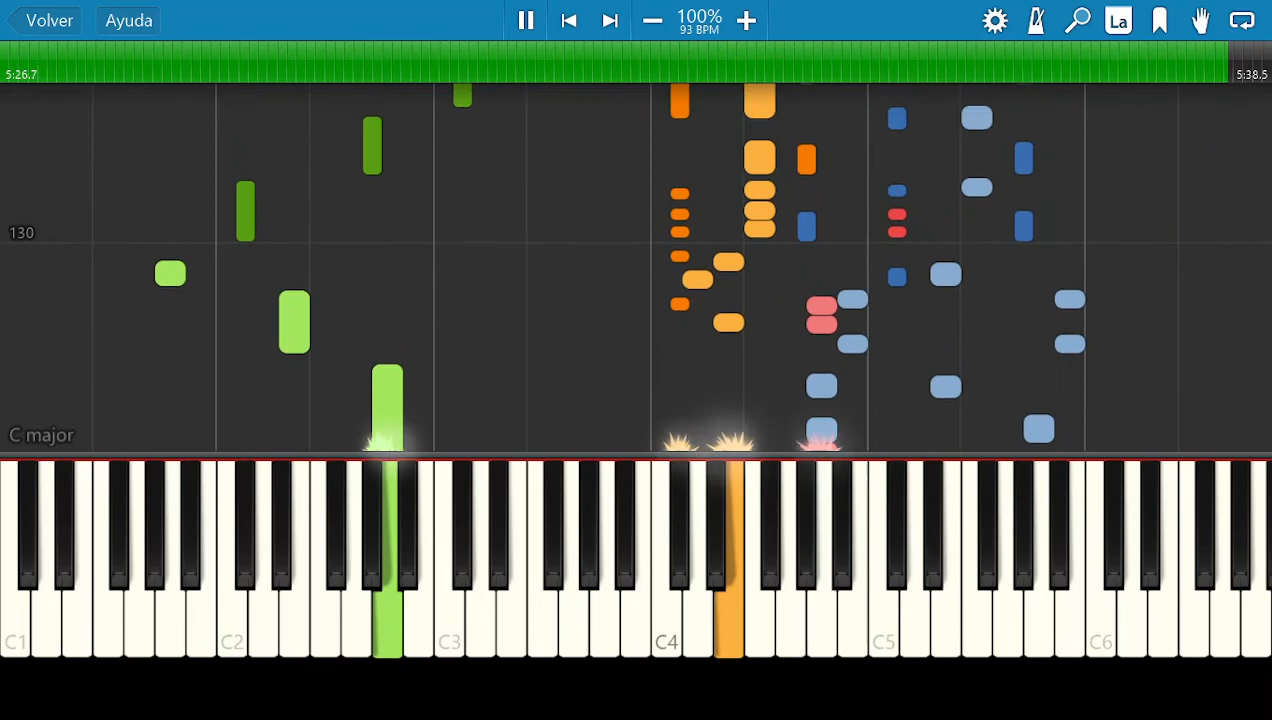 Volver
Ayuda
100%
93 BPM
La
5:26.7
5:38.5
130
C major
C1
C2
C3
C4
C5
C6